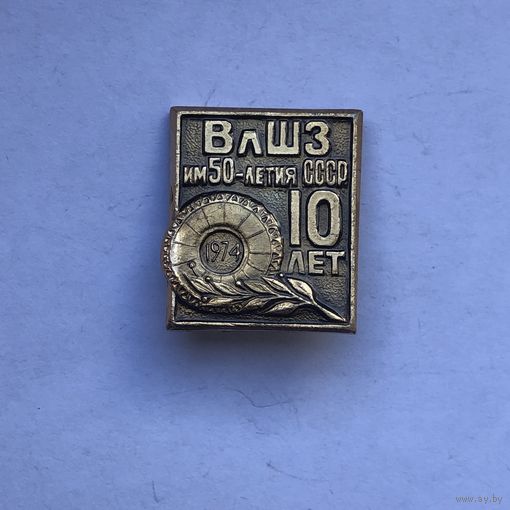 ВлШЗ
им 50-летия СССР
10
ЛЕТ
1974
www.ay.by